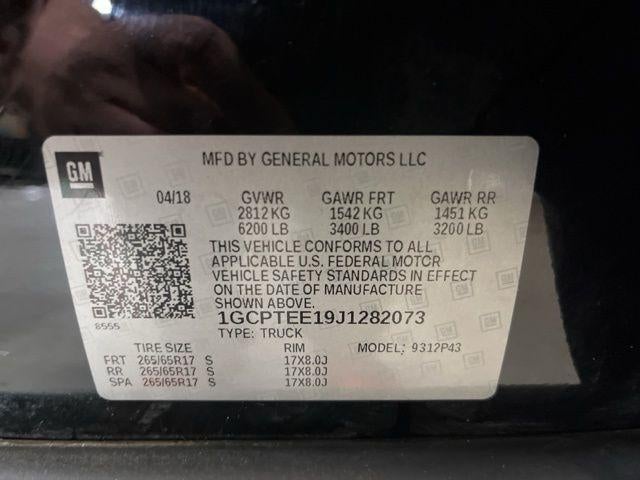 GM
MFD BY GENERAL MOTORS LLC
04/18 GVWR GAWR FRT GAWR RR
2812 KG 1542 KG 1451 KG
6200 LB 3400 LB 3200 LB
THIS VEHICLE CONFORMS TO ALL
APPLICABLE U.S. FEDERAL MOTOR
VEHICLE SAFETY STANDARDS IN EFFECT
ON THE DATE OF MANUFACTURE
SHOWN ABOVE.
8555
1GCPTEE19J1282073
TYPE: TRUCK
TIRE SIZE RIM MODEL: 9312P43
FRT 265/65R17 S 17X8.0J
RR 265/65R17 S 17X8.0J
SPA 265/65R17 S 17X8.0J